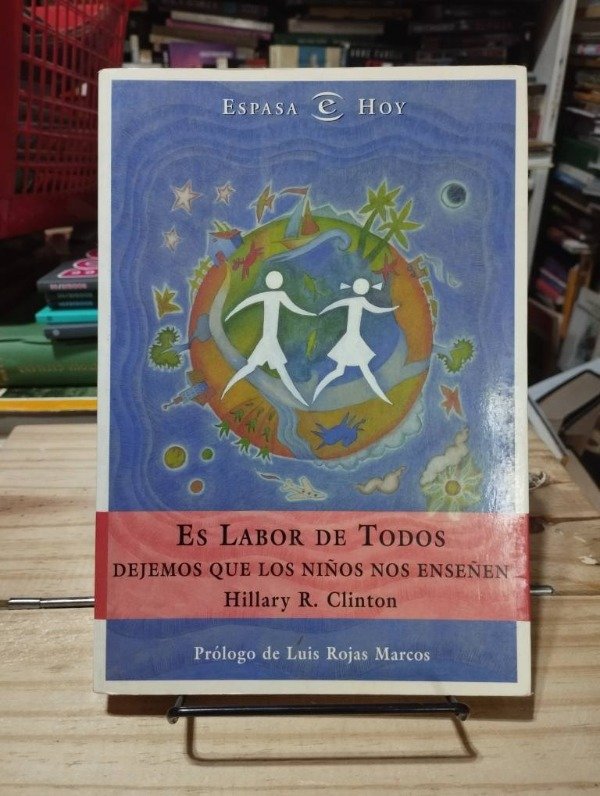 ESPASA e HOY
ES LABOR DE TODOS
DEJEMOS QUE LOS NIÑOS NOS ENSEÑEN
Hillary R. Clinton
Prólogo de Luis Rojas Marcos